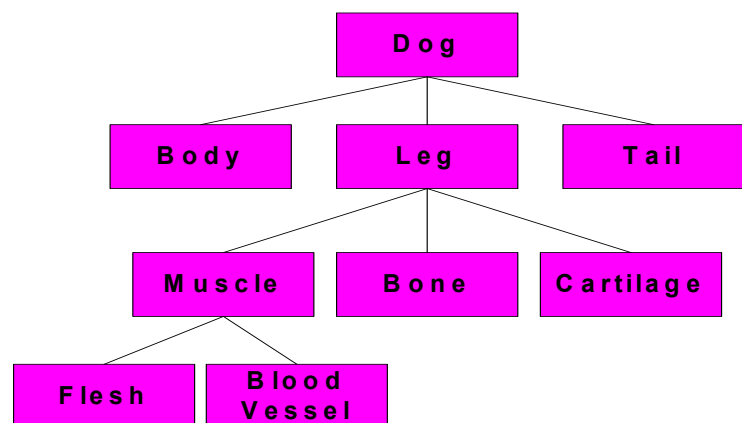 Dog
Body
Leg
Tail
Muscle
Bone
Cartilage
Flesh
Blood
Vessel